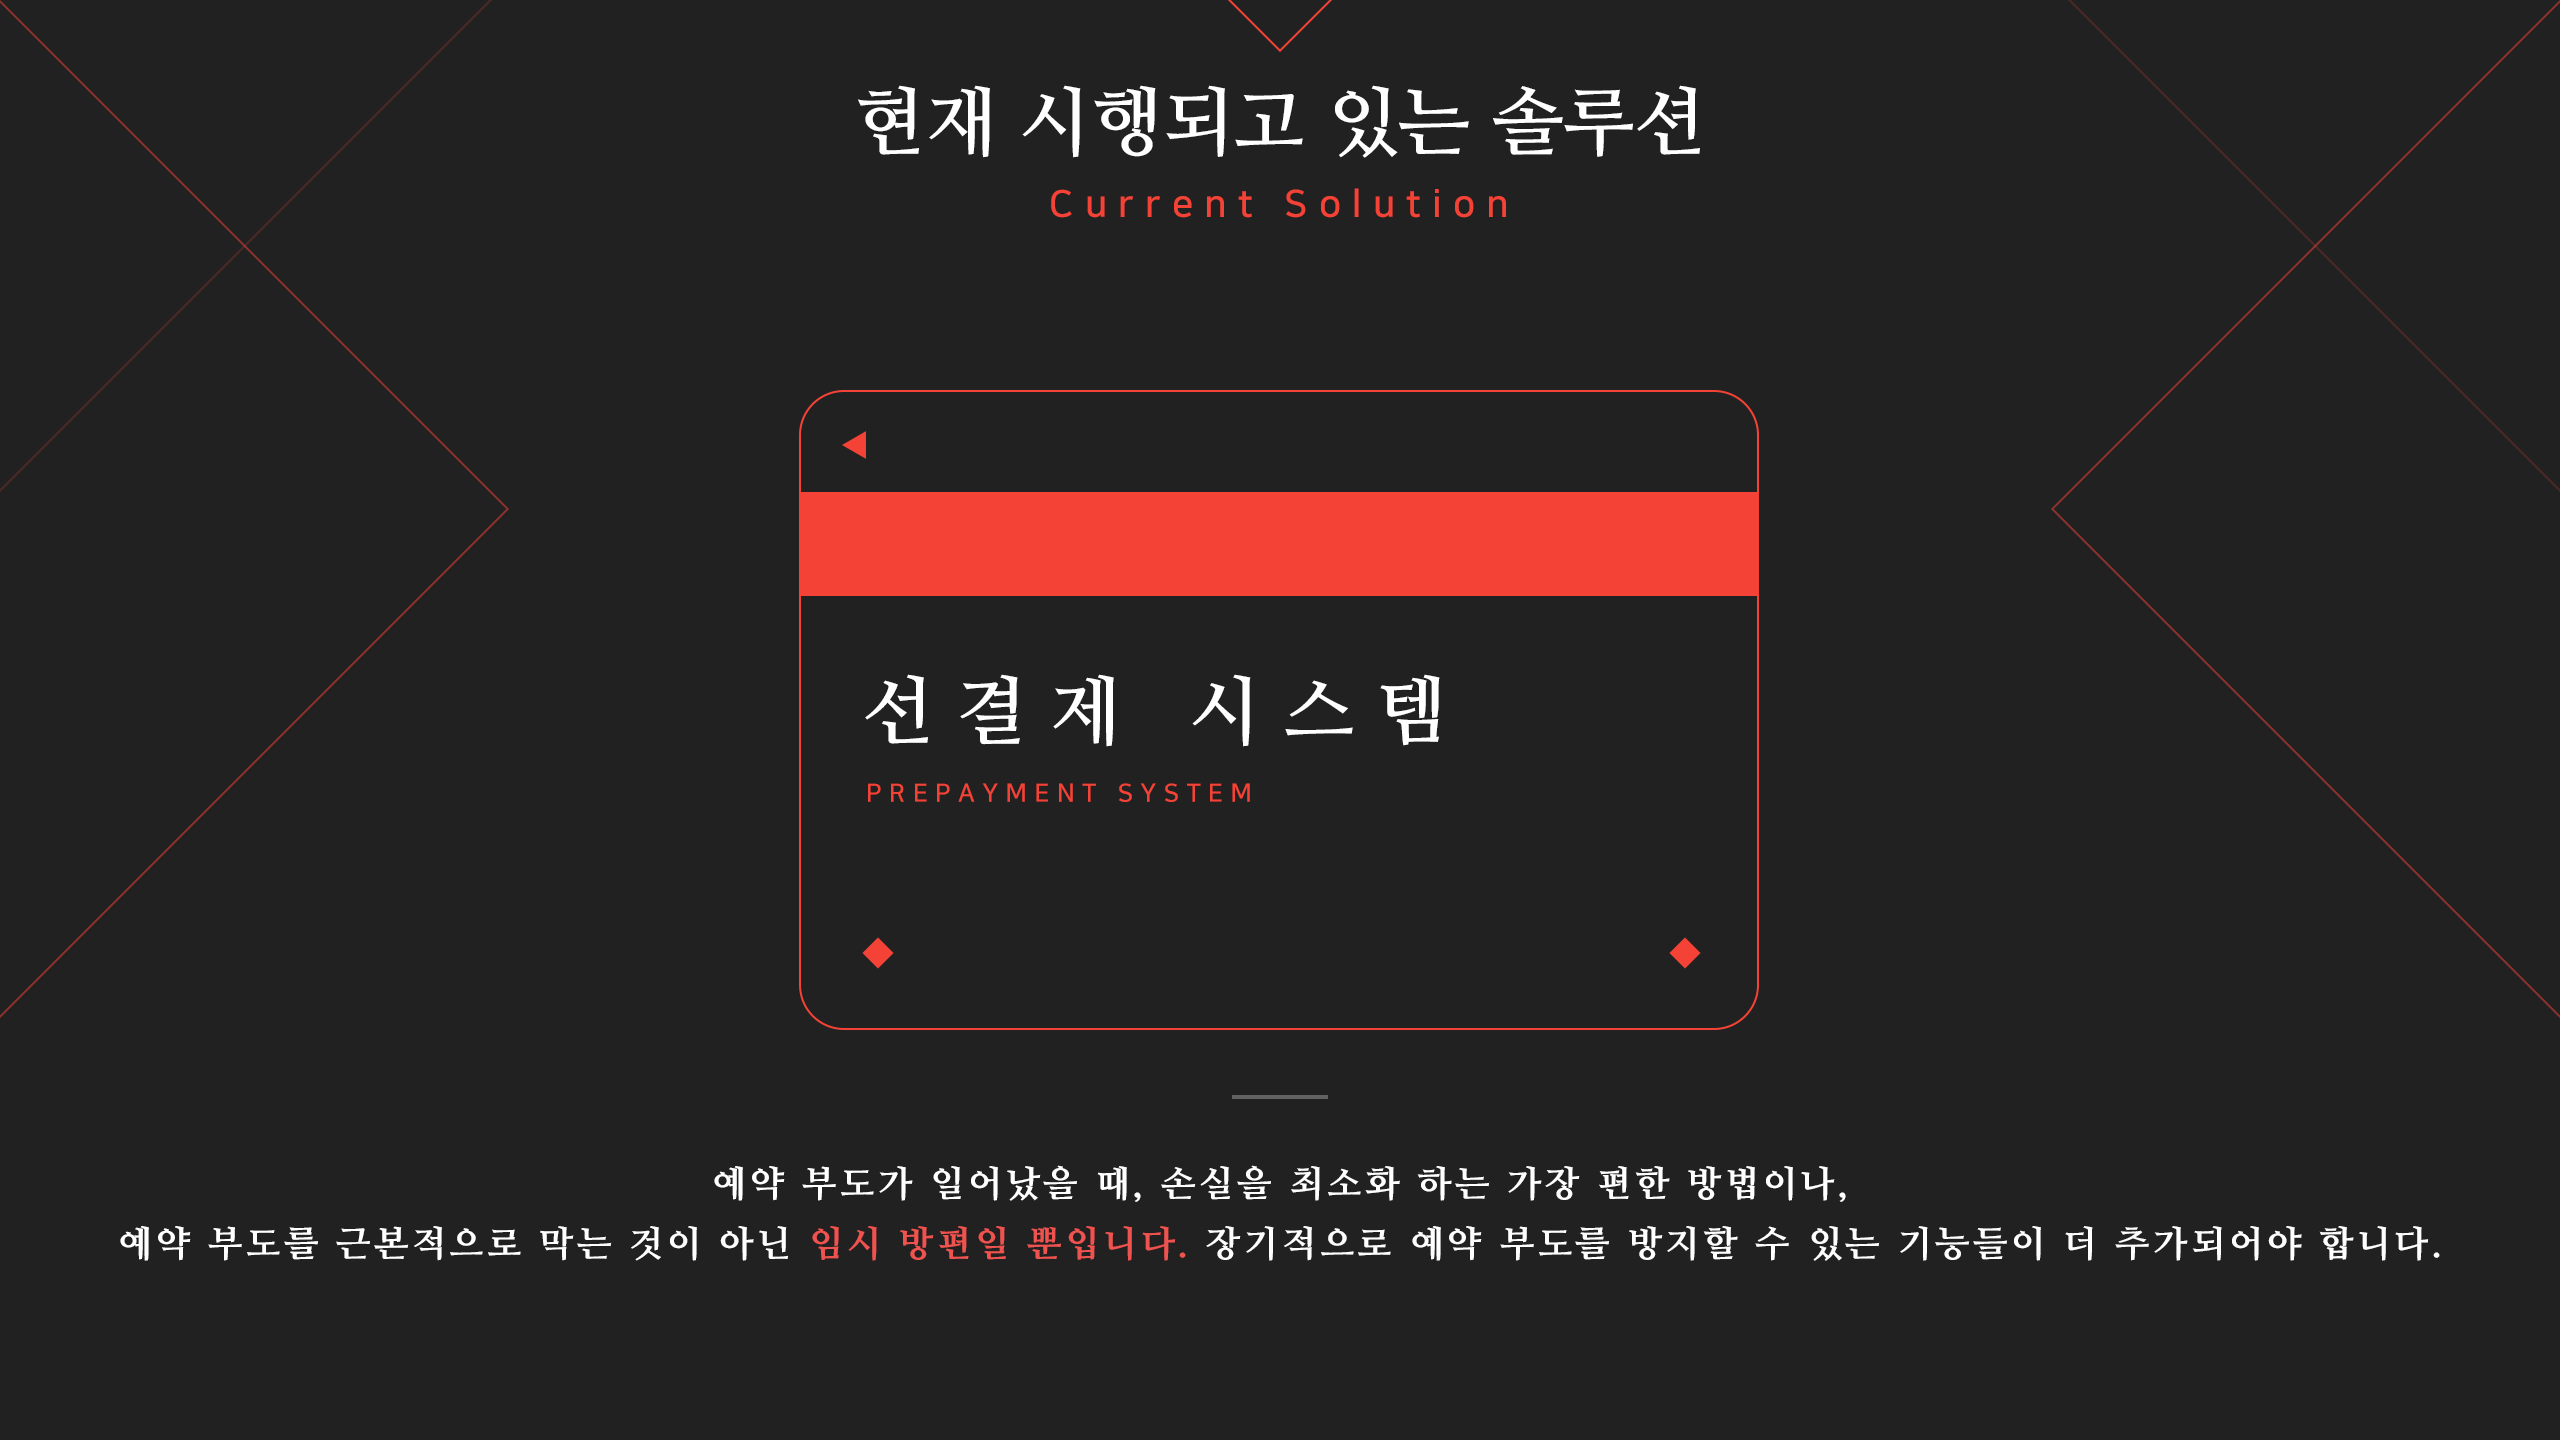 현재 시행되고 있는 솔루션
Current Solution
선결제 시스템
PREPAYMENT SYSTEM
예약 부도가 일어났을 때, 손실을 최소화 하는 가장 편한 방법이나,
예약 부도를 근본적으로 막는 것이 아닌 임시 방편일 뿐입니다. 장기적으로 예약 부도를 방지할 수 있는 기능들이 더 추가되어야 합니다.